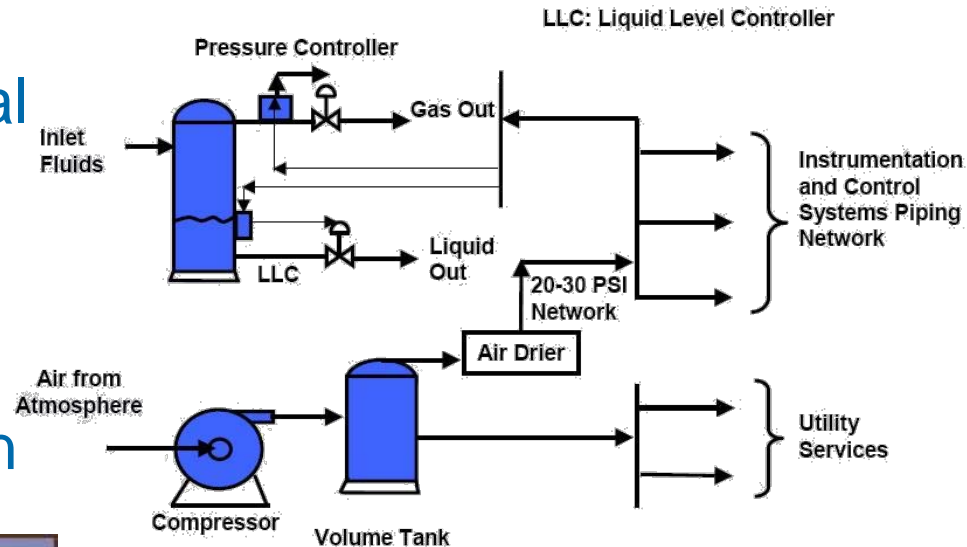 LLC: Liquid Level Controller
Pressure Controller
al
Inlet
Fluids
Gas Out
Instrumentation
and Control
Systems Piping
Network
Liquid
Out
LLC
20-30 PSI
Network
Air Drier
Air from
Atmosphere
n
Utility
Services
Compressor
Volume Tank